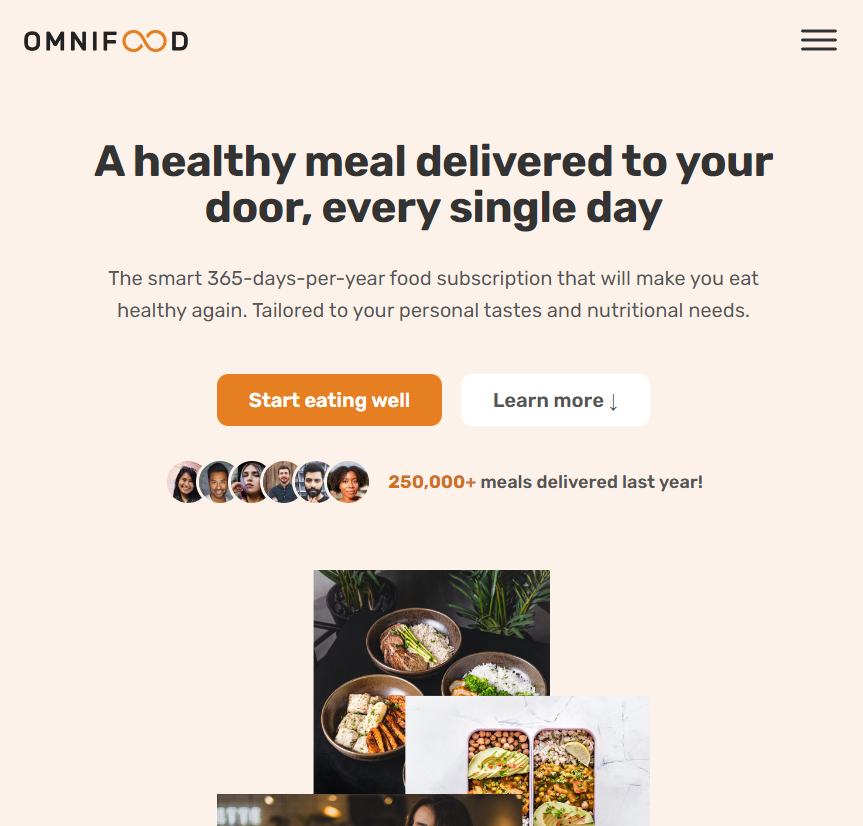 OMNIFOOD
A healthy meal delivered to your
door, every single day
The smart 365-days-per-year food subscription that will make you eat
healthy again. Tailored to your personal tastes and nutritional needs.
Start eating well
Learn more ↓
250,000+ meals delivered last year!